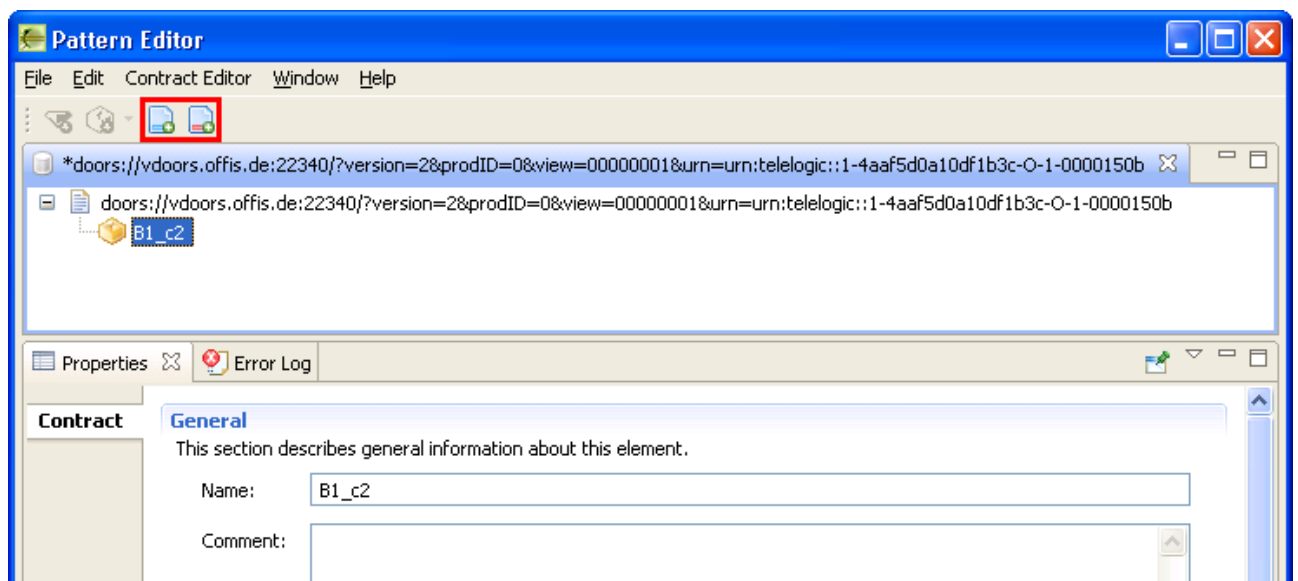 Pattern Editor
File Edit Contract Editor Window Help
*doors://vdoors.offis.de:22340/?version=2&prodID=0&view=00000001&urn=urn:telelogic::1-4aaf5d0a10df1b3c-O-1-0000150b
doors://vdoors.offis.de:22340/?version=2&prodID=0&view=00000001&urn=urn:telelogic::1-4aaf5d0a10df1b3c-O-1-0000150b
B1_c2
Properties Error Log
Contract General
This section describes general information about this element.
Name: B1_c2
Comment: